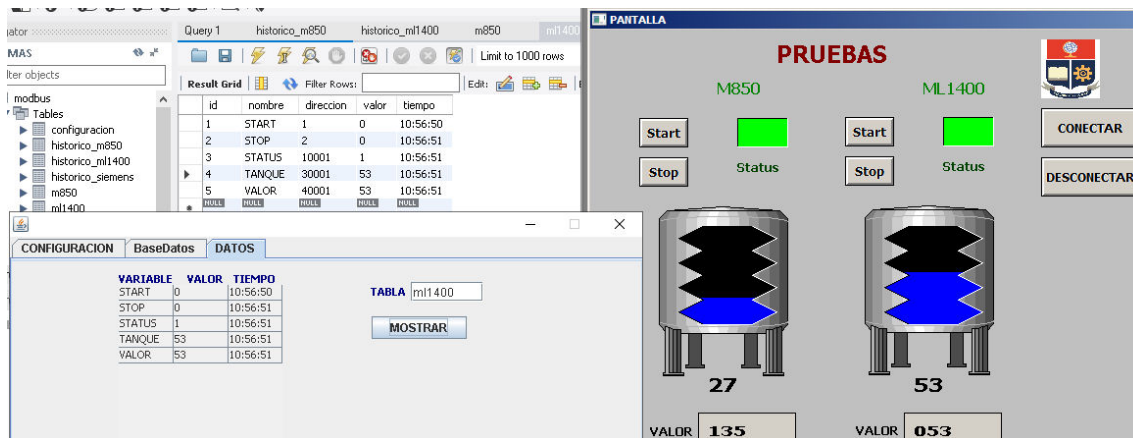 Query 1 historico_m850 historico_ml1400 m850 ml1400
MAS
lter objects
modbus
Tables
configuracion
historico_m850
historico_ml1400
historico_siemens
m850
ml1400
Limit to 1000 rows
Result Grid Filter Rows: Edit:
id nombre direccion valor tiempo
1 START 1 0 10:56:50
2 STOP 2 0 10:56:51
3 STATUS 10001 1 10:56:51
4 TANQUE 30001 53 10:56:51
5 VALOR 40001 53 10:56:51
NULL NULL NULL NULL NULL
CONFIGURACION BaseDatos DATOS
VARIABLE VALOR TIEMPO
START 0 10:56:50
STOP 0 10:56:51
STATUS 1 10:56:51
TANQUE 53 10:56:51
VALOR 53 10:56:51
TABLA ml1400
MOSTRAR
PANTALLA
PRUEBAS
M850 ML1400
Start Start CONECTAR
Status Status
Stop Stop DESCONECTAR
27 53
VALOR 135 VALOR 053